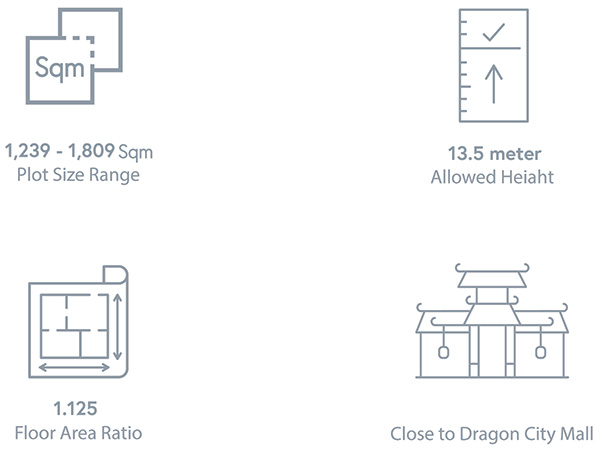 Sqm
1,239 - 1,809 Sqm
Plot Size Range
13.5 meter
Allowed Heiaht
1.125
Floor Area Ratio
Close to Dragon City Mall